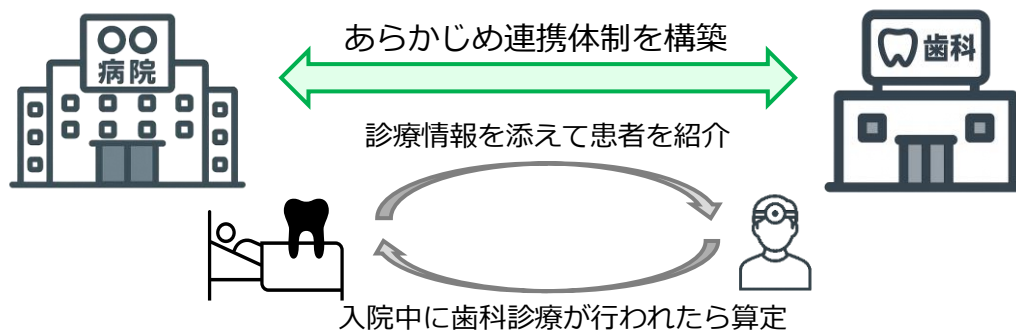 〇〇
病院
あらかじめ連携体制を構築
歯科
診療情報を添えて患者を紹介
入院中に歯科診療が行われたら算定